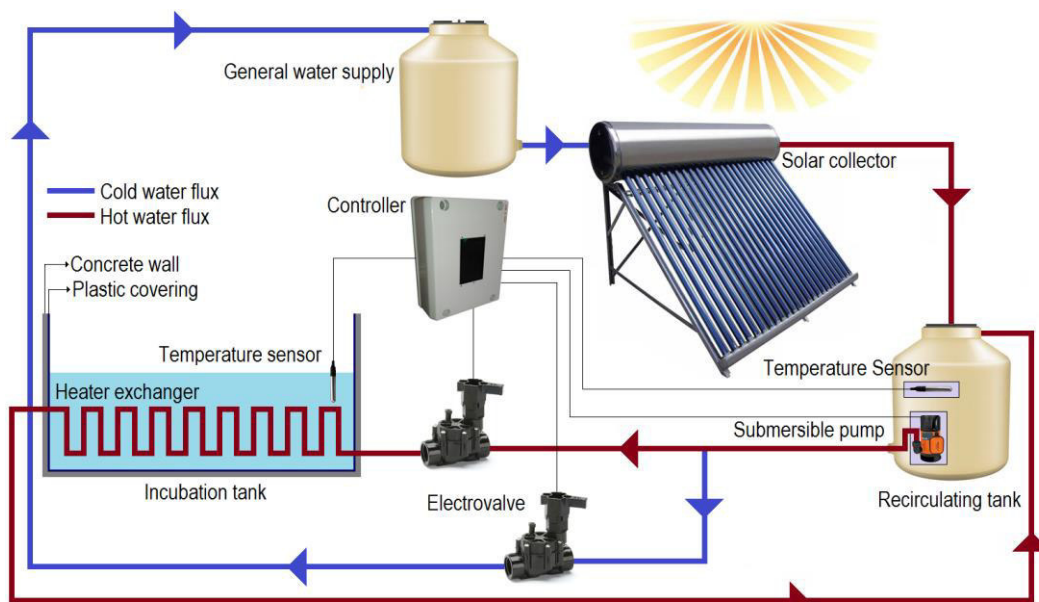 General water supply
Solar collector
Cold water flux
Hot water flux
Controller
Concrete wall
Plastic covering
Temperature sensor
Temperature Sensor
Heater exchanger
Submersible pump
Incubation tank
Electrovalve
Recirculating tank